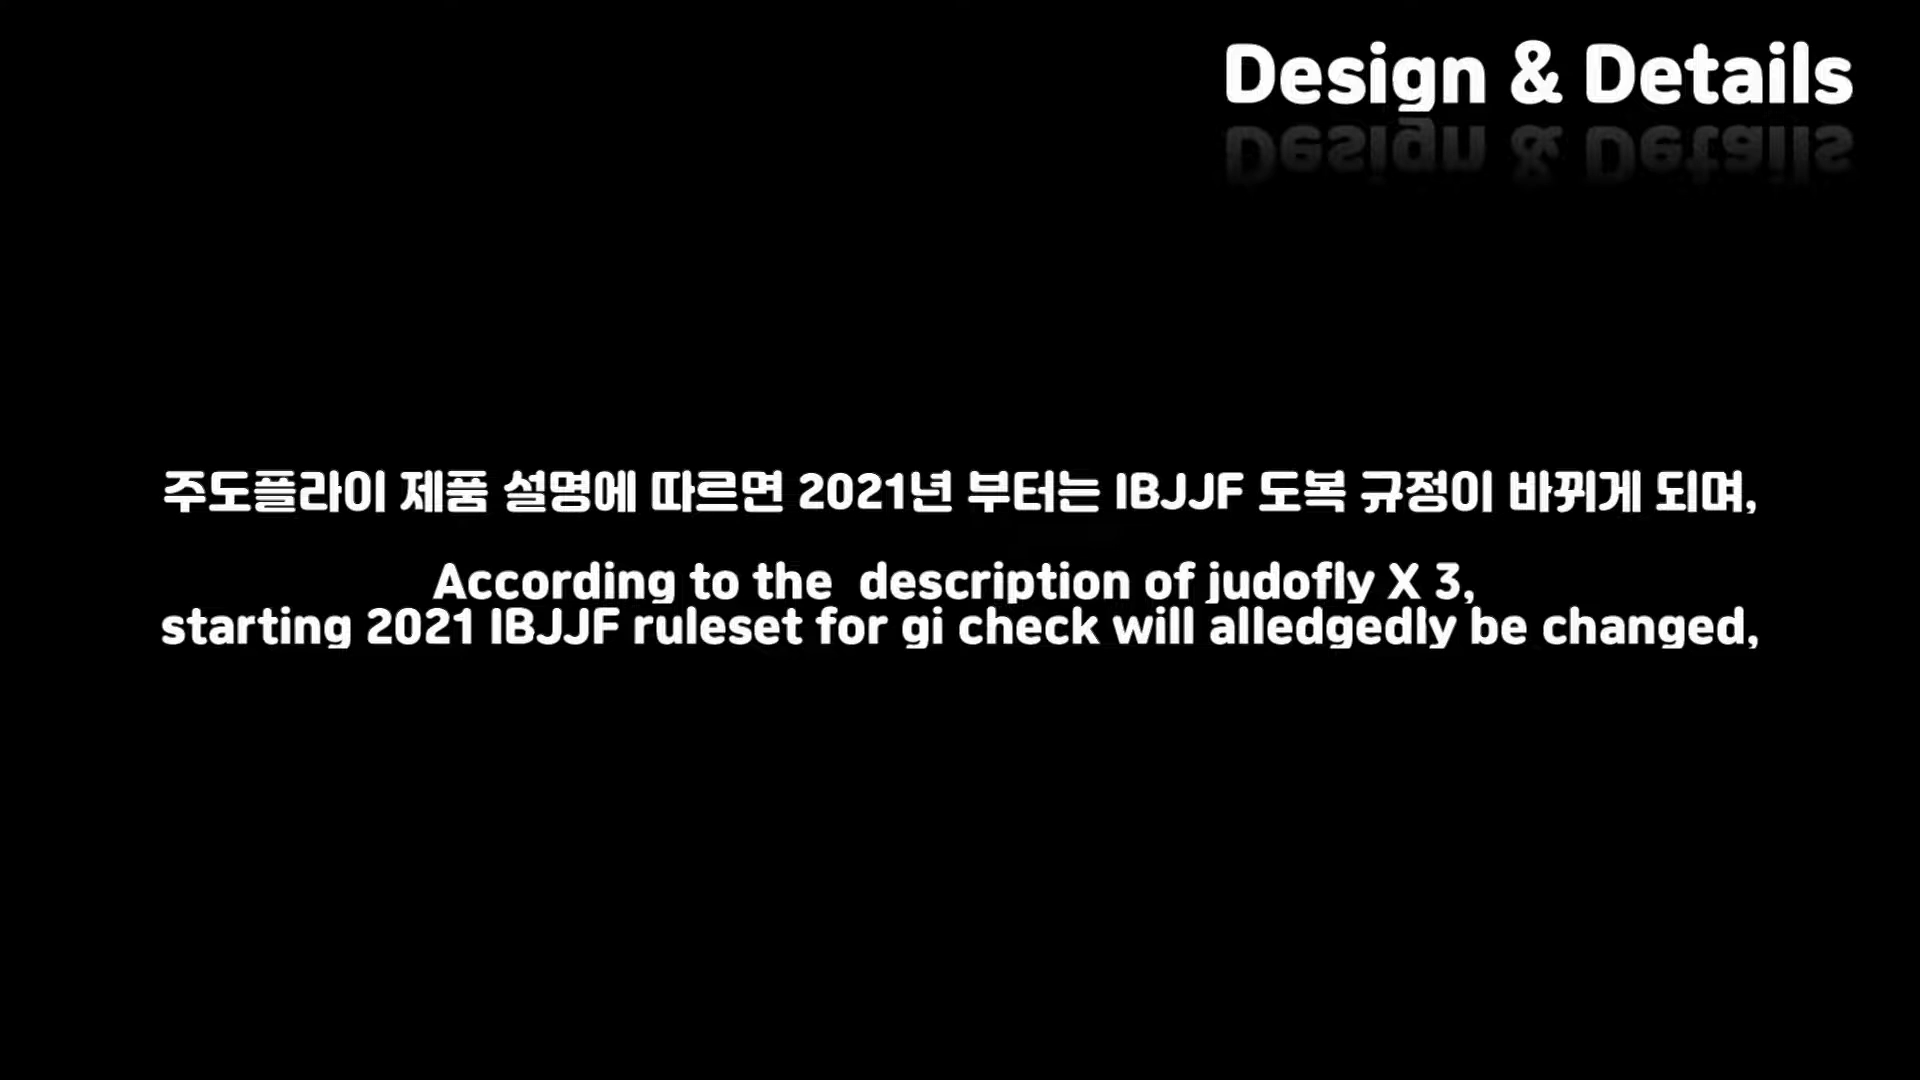 Design & Details
주도플라이 제품 설명에 따르면 2021년 부터는 IBJJF 도복 규정이 바뀌게 되며,
According to the  description of judofly X 3,
starting 2021 IBJJF ruleset for gi check will alledgedly be changed,